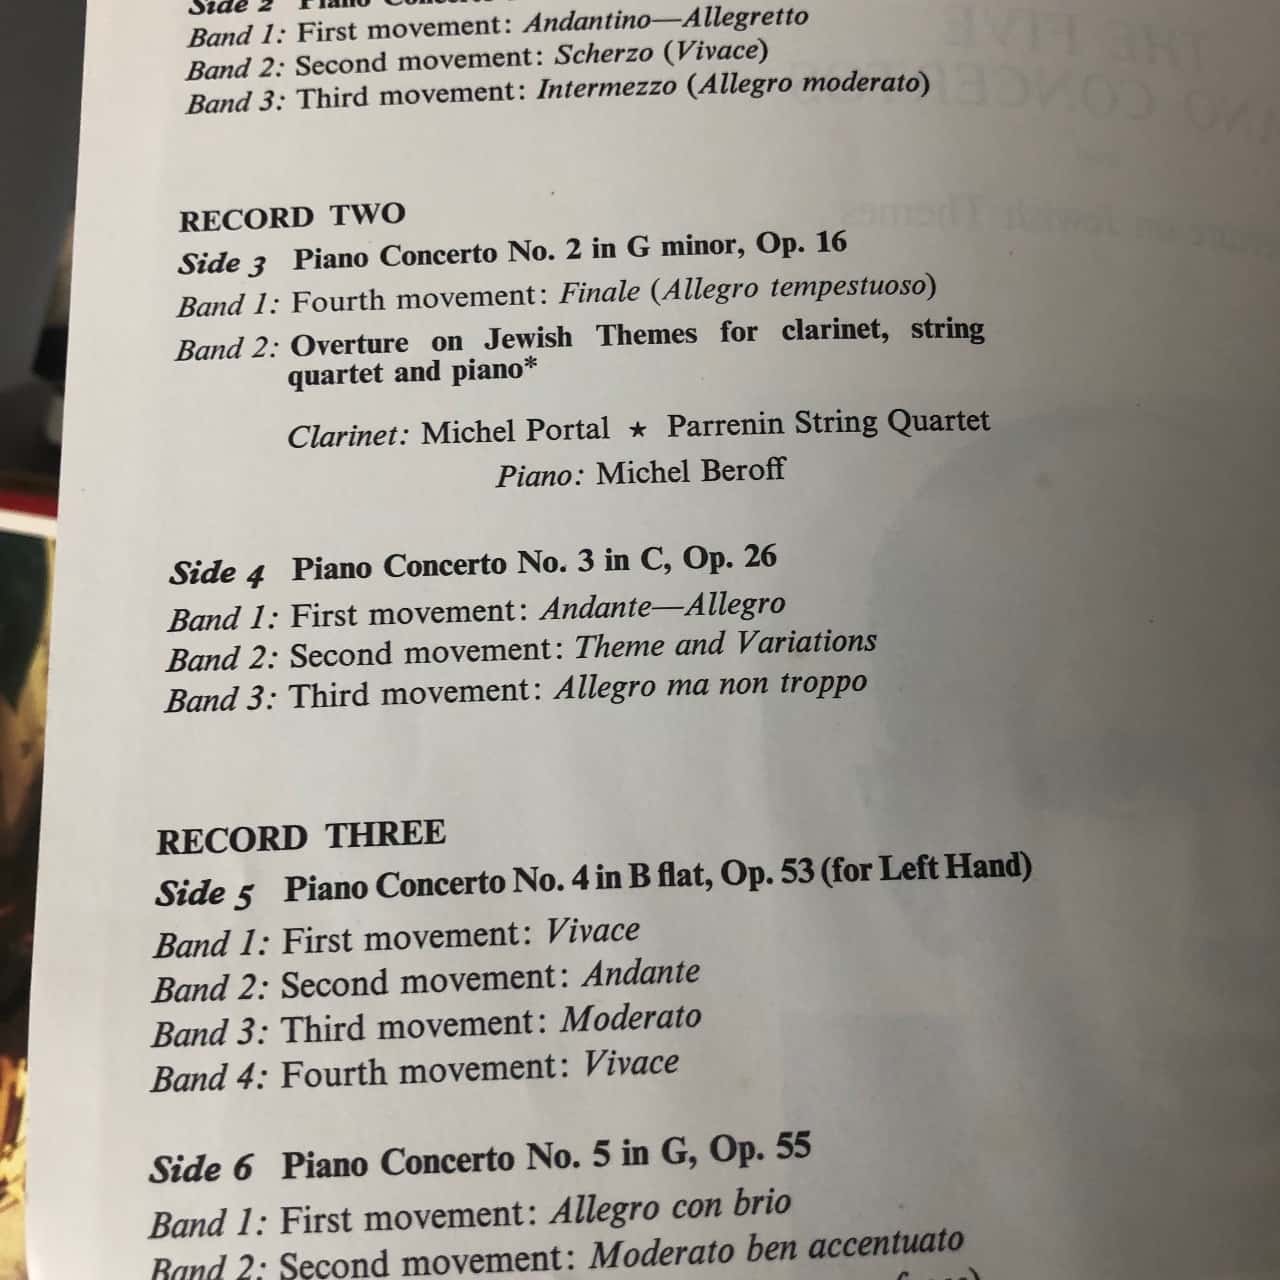 Side 2 Piano Concerto
Band 1: First movement: Andantino—Allegretto
Band 2: Second movement: Scherzo (Vivace)
Band 3: Third movement: Intermezzo (Allegro moderato)
RECORD TWO
Side 3 Piano Concerto No. 2 in G minor, Op. 16
Band 1: Fourth movement: Finale (Allegro tempestuoso)
Band 2: Overture on Jewish Themes for clarinet, string
quartet and piano*
Clarinet: Michel Portal ★ Parrenin String Quartet
Piano: Michel Beroff
Side 4 Piano Concerto No. 3 in C, Op. 26
Band 1: First movement: Andante—Allegro
Band 2: Second movement: Theme and Variations
Band 3: Third movement: Allegro ma non troppo
RECORD THREE
Side 5 Piano Concerto No. 4 in B flat, Op. 53 (for Left Hand)
Band 1: First movement: Vivace
Band 2: Second movement: Andante
Band 3: Third movement: Moderato
Band 4: Fourth movement: Vivace
Side 6 Piano Concerto No. 5 in G, Op. 55
Band 1: First movement: Allegro con brio
Band 2: Second movement: Moderato ben accentuato